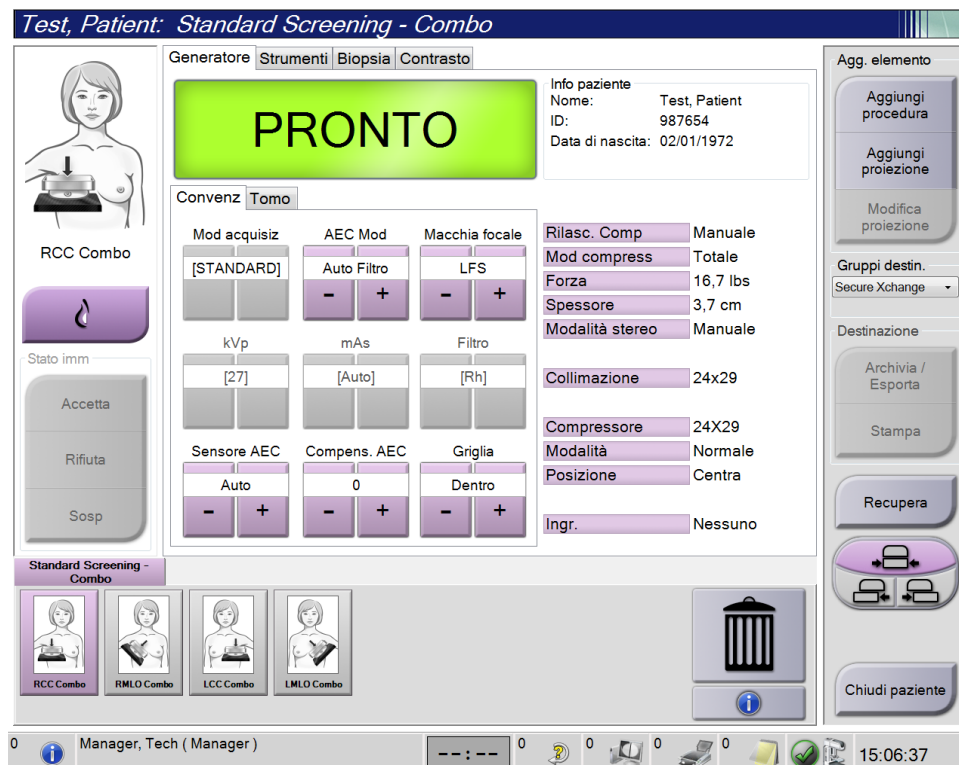 Test, Patient: Standard Screening - Combo
Generatore Strumenti Biopsia Contrasto
PRONTO
Info paziente
Nome: Test, Patient
ID: 987654
Data di nascita: 02/01/1972
RCC Combo
Stato imm
Accetta
Rifiuta
Sosp
Convenz Tomo
Mod acquisiz AEC Mod Macchia focale
[STANDARD] Auto Filtro LFS
- + - +
kVp mAs Filtro
[27] [Auto] [Rh]
Sensore AEC Compens. AEC Griglia
Auto 0 Dentro
- + - + - +
Rilasc. Comp Manuale
Mod compress Totale
Forza 16,7 lbs
Spessore 3,7 cm
Modalità stereo Manuale
Collimazione 24x29
Compressore 24X29
Modalità Normale
Posizione Centra
Ingr. Nessuno
Agg. elemento
Aggiungi
procedura
Aggiungi
proiezione
Modifica
proiezione
Gruppi destin.
Secure Xchange
Destinazione
Archivia /
Esporta
Stampa
Recupera
Chiudi paziente
Standard Screening -
Combo
RCC Combo RMLO Combo LCC Combo LMLO Combo
0 Manager, Tech ( Manager ) --:-- 0 0 0 0 15:06:37